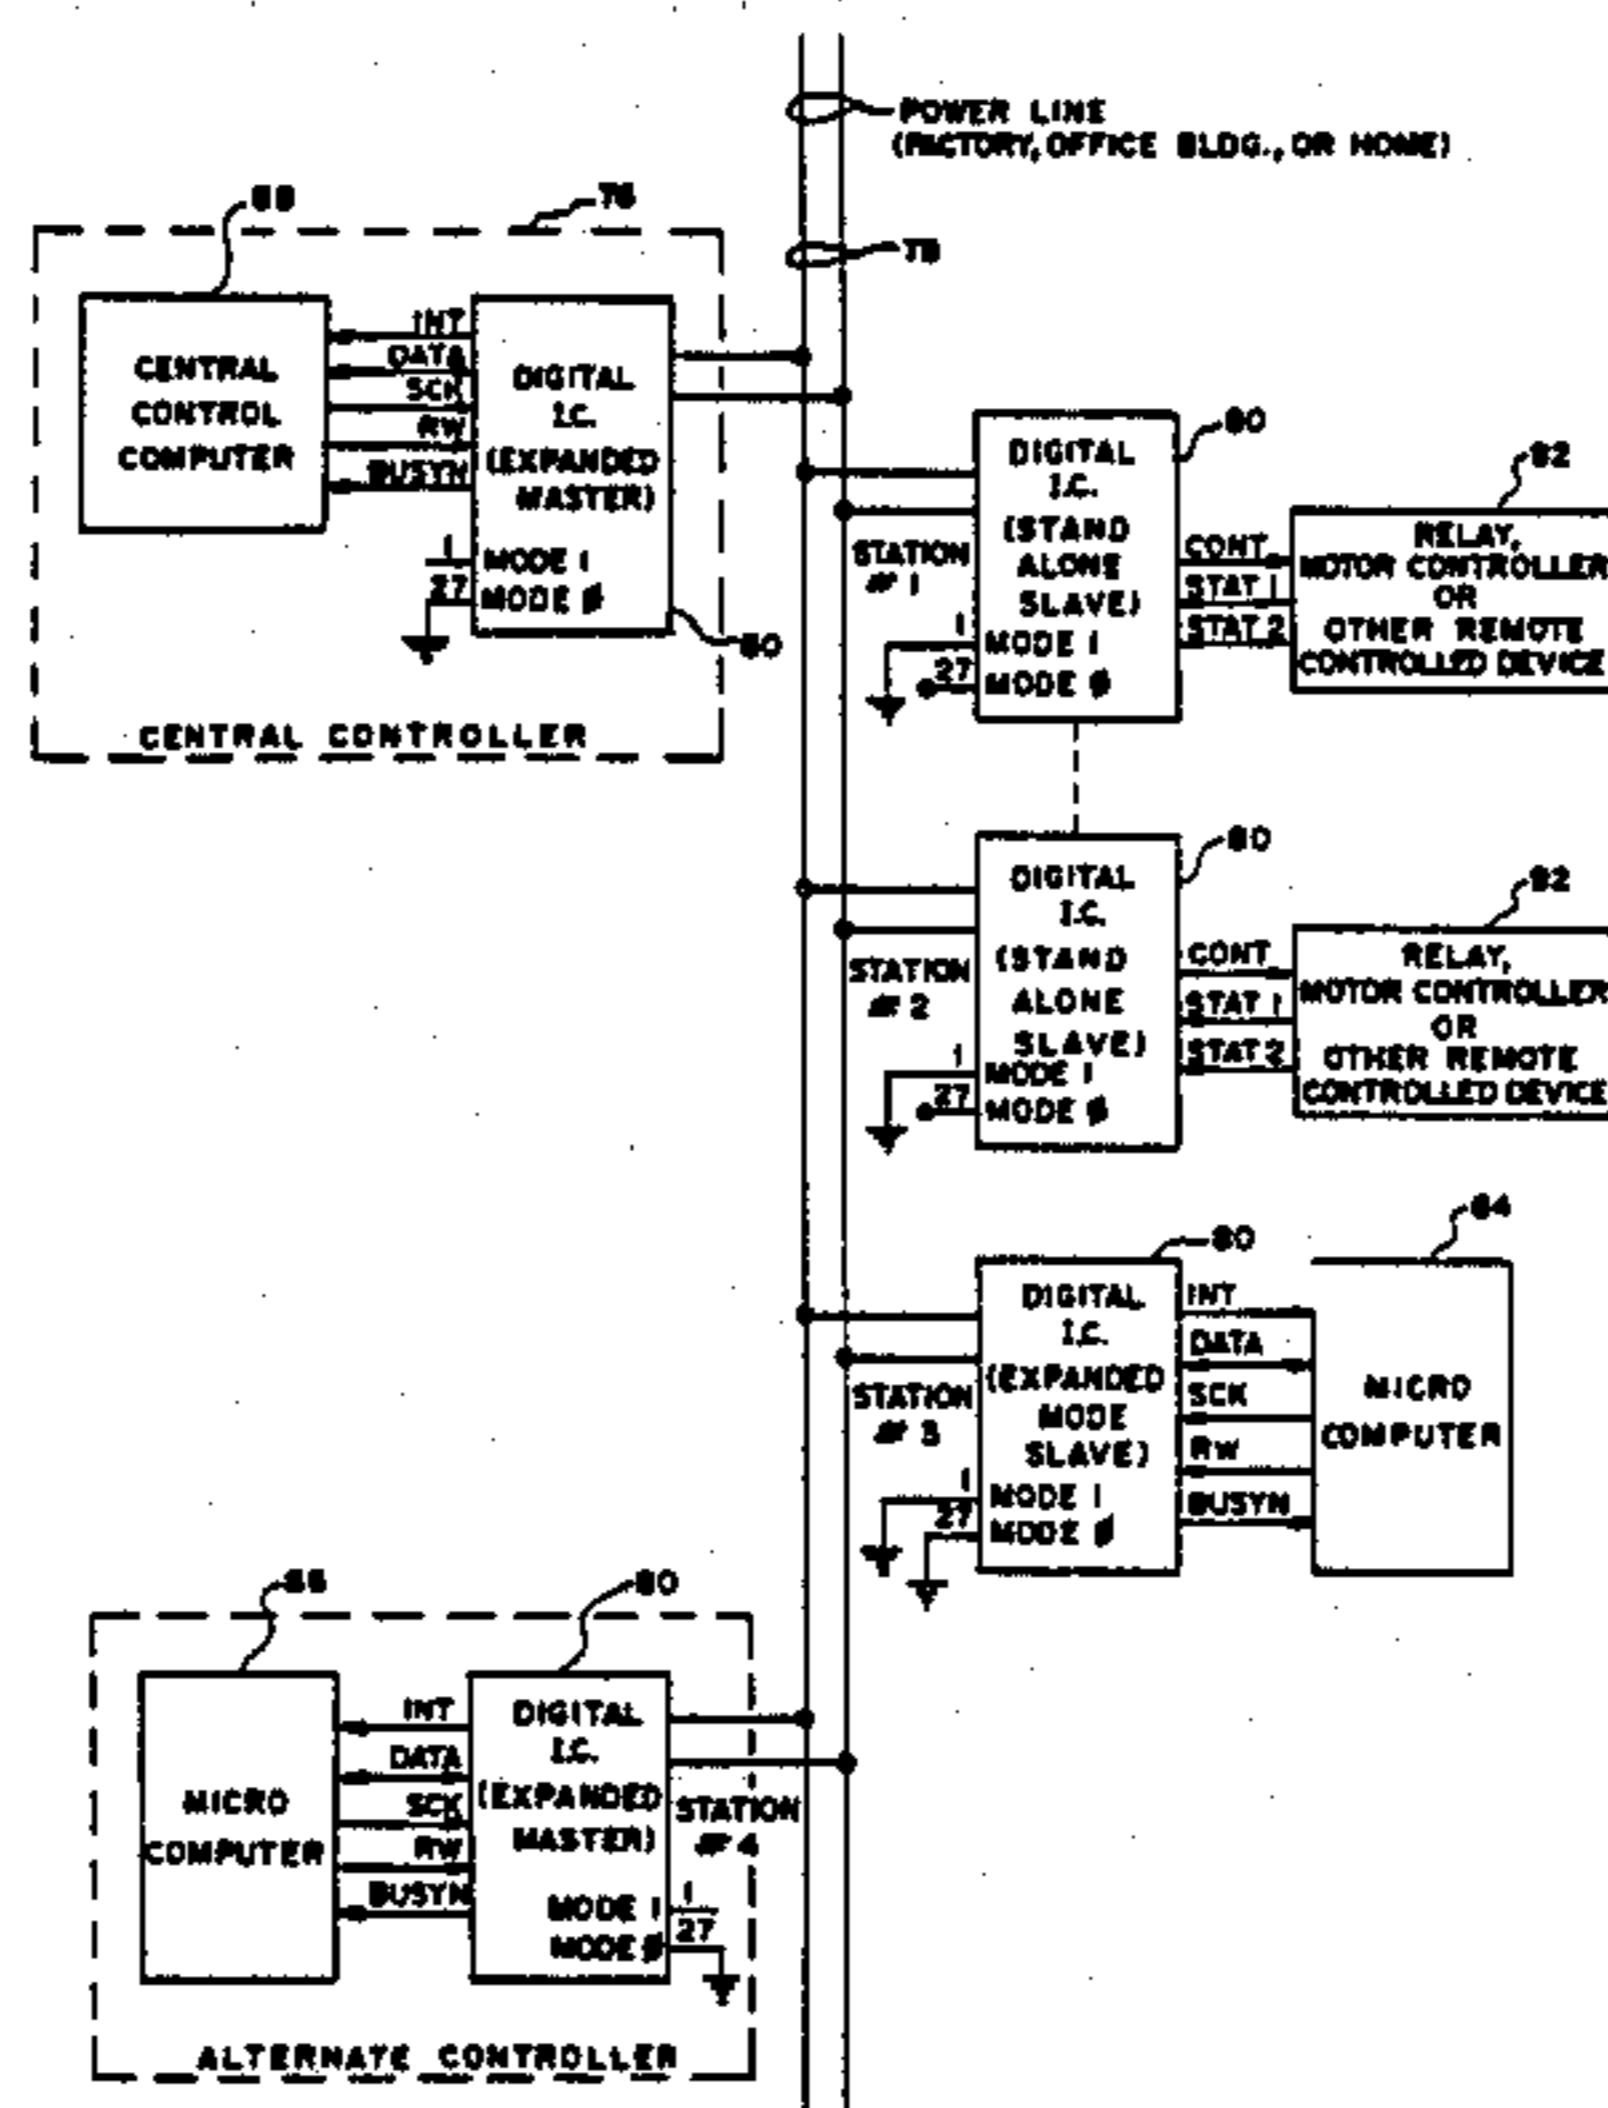 POWER LINE
(FACTORY, OFFICE BLDG., OR HOME)
88
76
78
CENTRAL
CONTROL
COMPUTER
INT
DATA
SCK
RW
BUSYN
DIGITAL
I.C.
(EXPANDED
MASTER)
1
MODE 1
27
MODE Ø
80
CENTRAL CONTROLLER
80
DIGITAL
I.C.
(STAND
ALONE
SLAVE)
STATION
# 1
1
MODE 1
27
MODE Ø
CONT
STAT 1
STAT 2
82
RELAY,
MOTOR CONTROLLER
OR
OTHER REMOTE
CONTROLLED DEVICE
80
DIGITAL
I.C.
(STAND
ALONE
SLAVE)
STATION
# 2
1
MODE 1
27
MODE Ø
CONT
STAT 1
STAT 2
82
RELAY,
MOTOR CONTROLLER
OR
OTHER REMOTE
CONTROLLED DEVICE
80
DIGITAL
I.C.
(EXPANDED
MODE
SLAVE)
STATION
# 3
1
MODE 1
27
MODE Ø
INT
DATA
SCK
RW
BUSYN
84
MICRO
COMPUTER
86
80
MICRO
COMPUTER
INT
DATA
SCK
RW
BUSYN
DIGITAL
I.C.
(EXPANDED
MASTER)
STATION
# 4
MODE 1
1
MODE Ø
27
ALTERNATE CONTROLLER